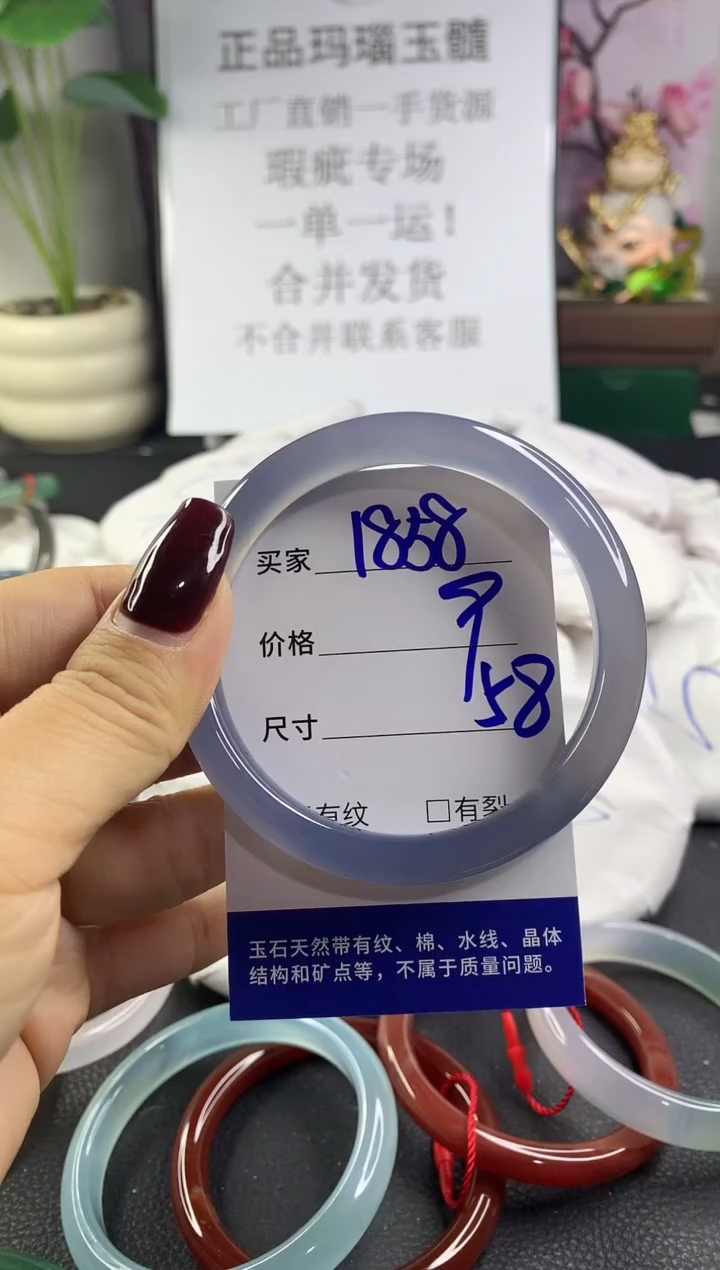 正品玛瑙玉髓
工厂直销一手货源
瑕疵专场
一单一运！
合并发货
不合并联系客服
买家 1858
价格
尺寸 58
有纹 □有裂
玉石天然带有纹、棉、水线、晶体
结构和矿点等，不属于质量问题。